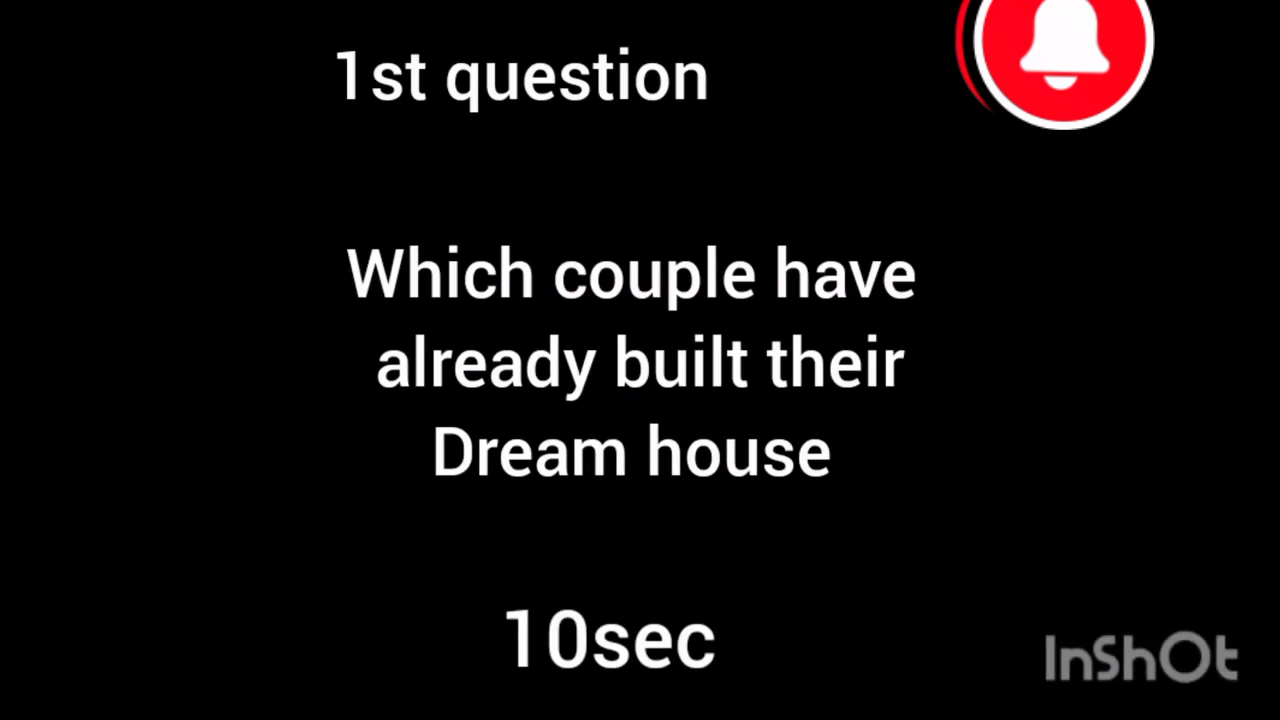 1st question
Which couple have
already built their
Dream house
10sec
InShOt